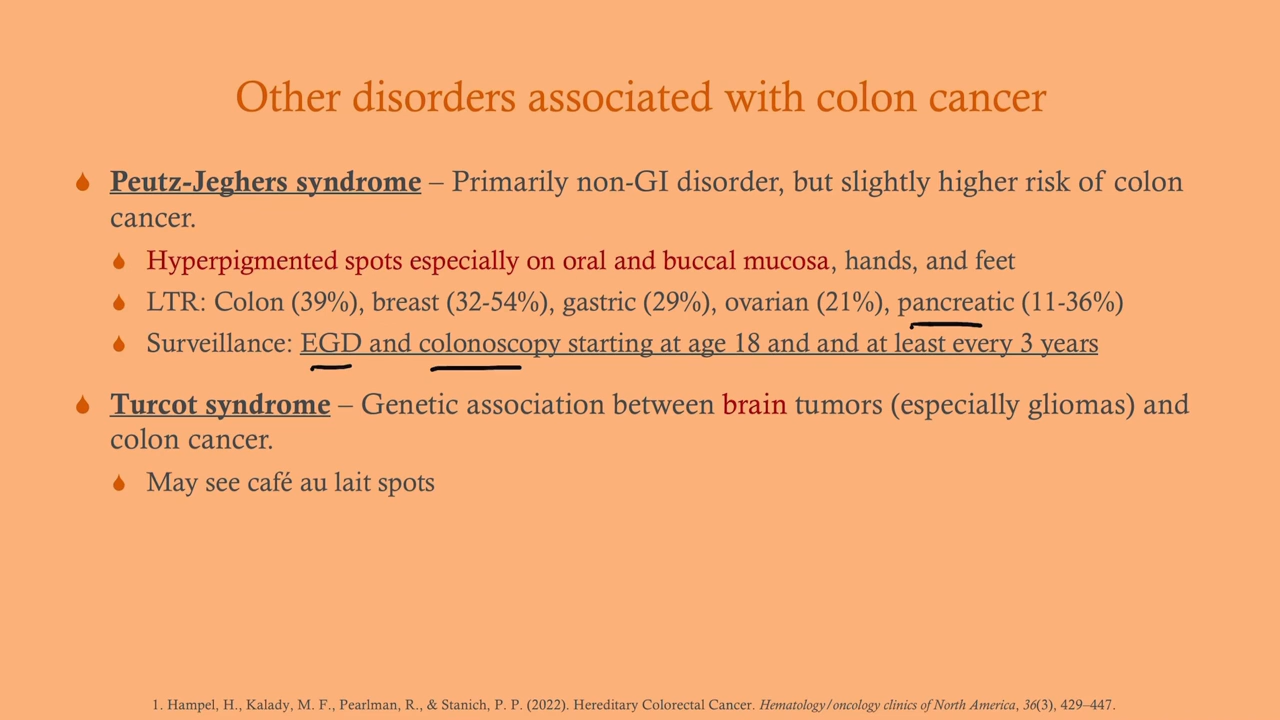 Other disorders associated with colon cancer
Peutz-Jeghers syndrome – Primarily non-GI disorder, but slightly higher risk of colon
cancer.
Hyperpigmented spots especially on oral and buccal mucosa, hands, and feet
LTR: Colon (39%), breast (32-54%), gastric (29%), ovarian (21%), pancreatic (11-36%)
Surveillance: EGD and colonoscopy starting at age 18 and and at least every 3 years
Turcot syndrome – Genetic association between brain tumors (especially gliomas) and
colon cancer.
May see café au lait spots
1. Hampel, H., Kalady, M. F., Pearlman, R., & Stanich, P. P. (2022). Hereditary Colorectal Cancer. Hematology/oncology clinics of North America, 36(3), 429–447.